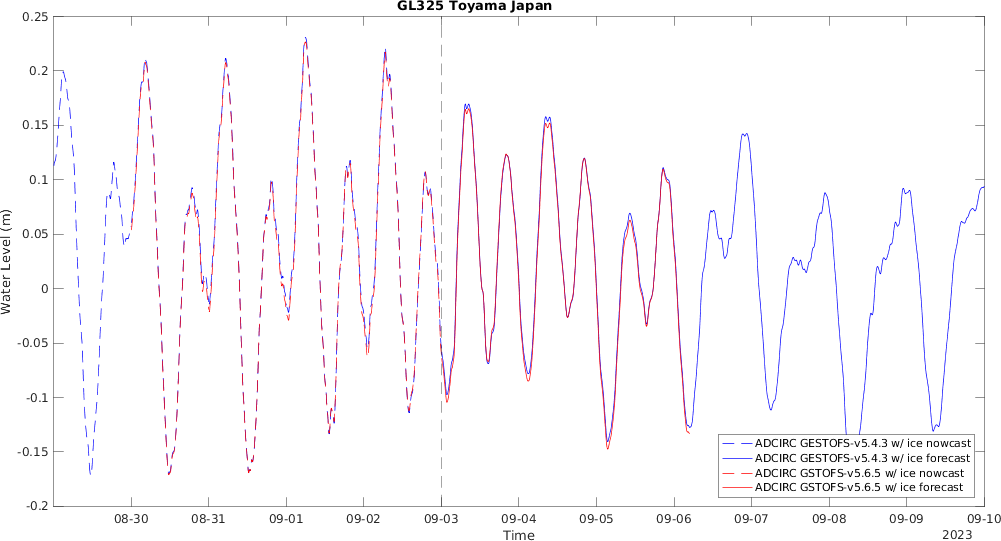 GL325 Toyama Japan
0.25
0.2
0.15
0.1
0.05
0
-0.05
-0.1
-0.15
-0.2
Water Level (m)
08-30 08-31 09-01 09-02 09-03 09-04 09-05 09-06 09-07 09-08 09-09 09-10
Time
2023
ADCIRC GESTOFS-v5.4.3 w/ ice nowcast
ADCIRC GESTOFS-v5.4.3 w/ ice forecast
ADCIRC GSTOFS-v5.6.5 w/ ice nowcast
ADCIRC GSTOFS-v5.6.5 w/ ice forecast